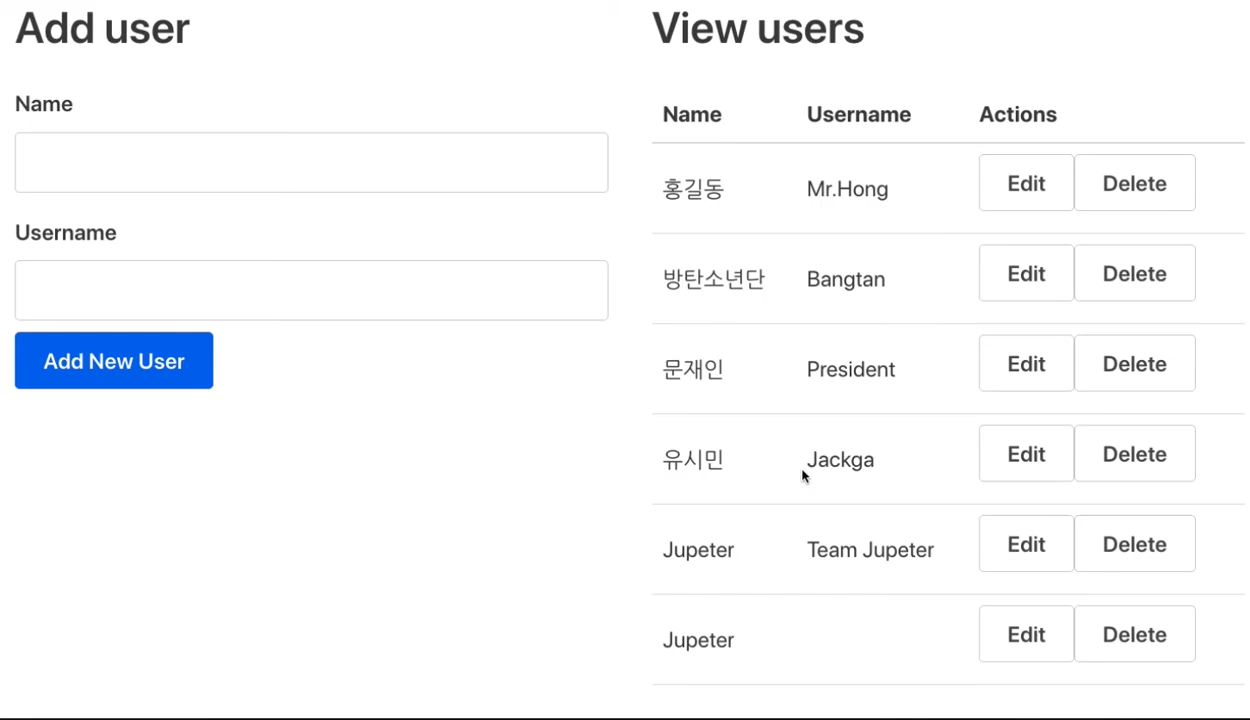 Add user
Name
Username
Add New User
View users
Name Username Actions
홍길동 Mr.Hong Edit Delete
방탄소년단 Bangtan Edit Delete
문재인 President Edit Delete
유시민 Jackga Edit Delete
Jupeter Team Jupeter Edit Delete
Jupeter Edit Delete